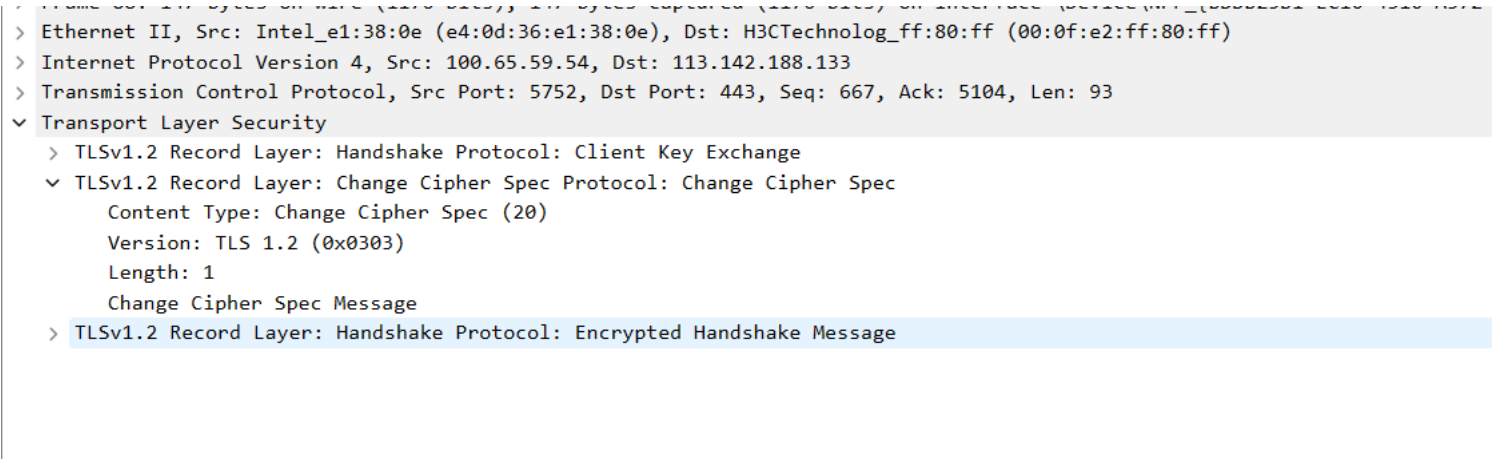 > Ethernet II, Src: Intel_e1:38:0e (e4:0d:36:e1:38:0e), Dst: H3CTechnolog_ff:80:ff (00:0f:e2:ff:80:ff)
> Internet Protocol Version 4, Src: 100.65.59.54, Dst: 113.142.188.133
> Transmission Control Protocol, Src Port: 5752, Dst Port: 443, Seq: 667, Ack: 5104, Len: 93
Transport Layer Security
> TLSv1.2 Record Layer: Handshake Protocol: Client Key Exchange
TLSv1.2 Record Layer: Change Cipher Spec Protocol: Change Cipher Spec
Content Type: Change Cipher Spec (20)
Version: TLS 1.2 (0x0303)
Length: 1
Change Cipher Spec Message
> TLSv1.2 Record Layer: Handshake Protocol: Encrypted Handshake Message